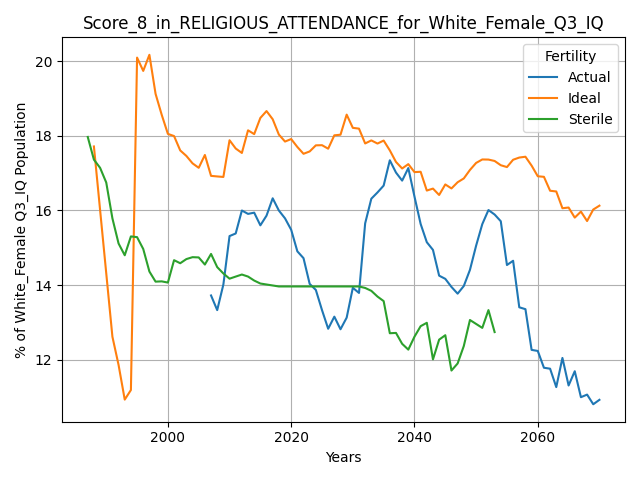 Score_8_in_RELIGIOUS_ATTENDANCE_for_White_Female_Q3_IQ
% of White_Female Q3_IQ Population
20
18
16
14
12
Fertility
Actual
Ideal
Sterile
2000 2020 2040 2060
Years